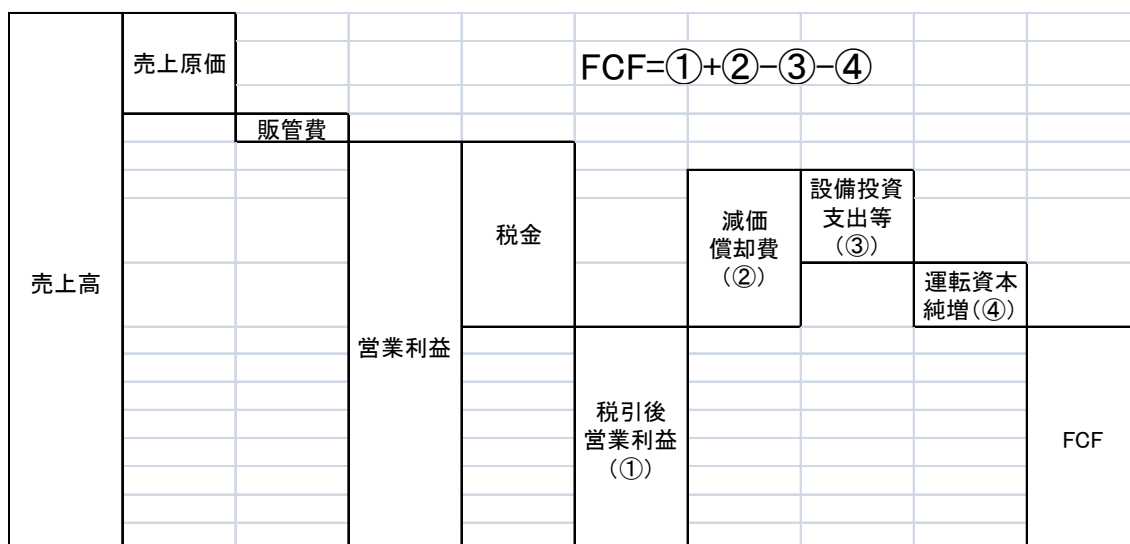 売上原価
FCF=①+②−③−④
販管費
設備投資
支出等
(③)
減価
償却費
(②)
税金
売上高
運転資本
純増(④)
営業利益
税引後
営業利益
(①)
FCF